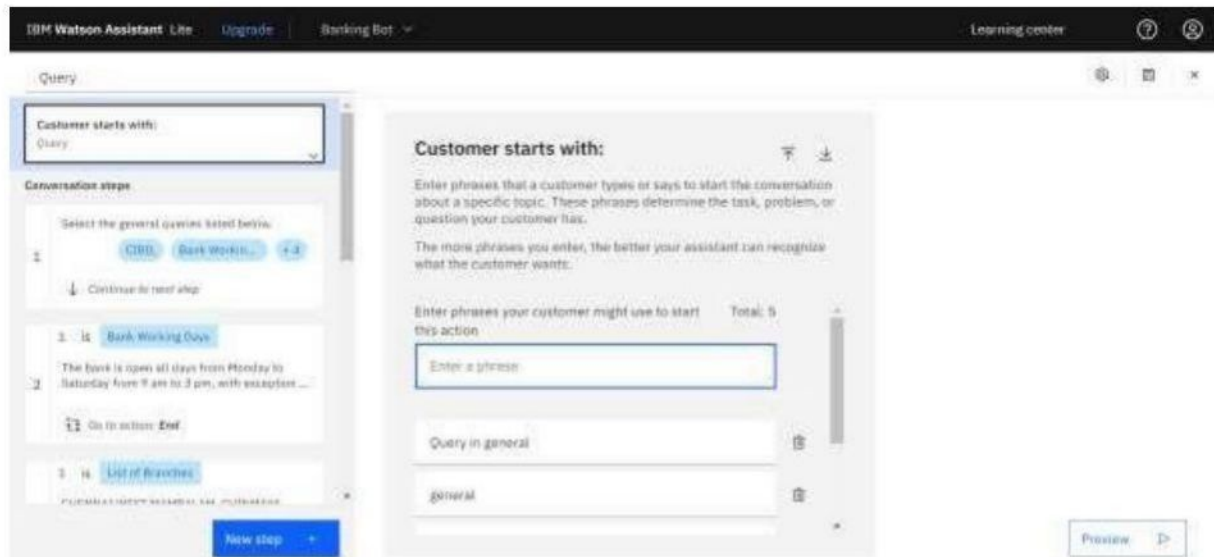 IBM Watson Assistant Lite Upgrade Banking Bot Learning center
Query
Customer starts with:
Query
Conversation steps
Select the general queries listed below.
CIBIL Bank Workin...
1
Continue to next step
1 is Bank Working Days
The bank is open all days from Monday to
2
Saturday from 9 am to 3 pm, with exception ...
Go to action: End
is List of Branches
New step +
Customer starts with:
Enter phrases that a customer types or says to start the conversation
about a specific topic. These phrases determine the task, problem, or
question your customer has.
The more phrases you enter, the better your assistant can recognize
what the customer wants.
Enter phrases your customer might use to start Total: 5
this action
Enter a phrase
Query in general
general
Preview